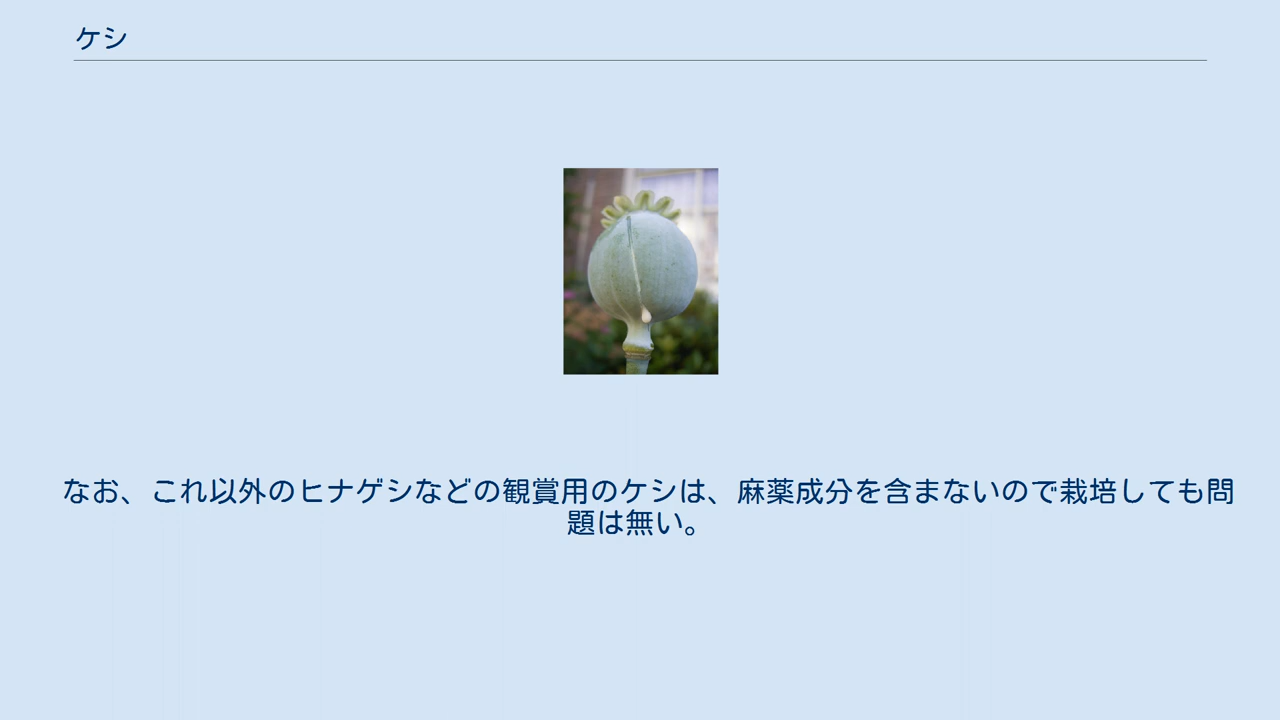 ケシ
なお、これ以外のヒナゲシなどの観賞用のケシは、麻薬成分を含まないので栽培しても問
題は無い。